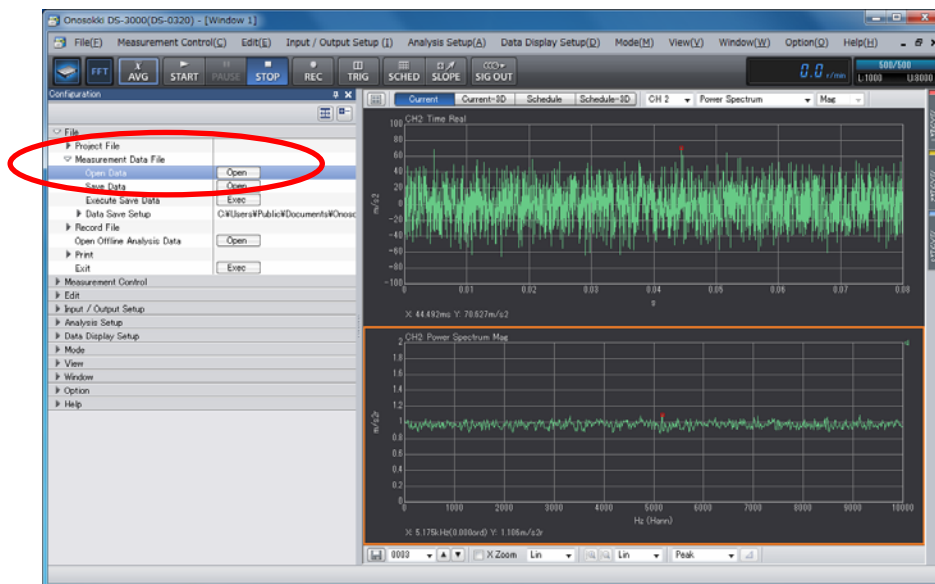 Onosokki DS-3000(DS-0320) - [Window 1]
File(F) Measurement Control(C) Edit(E) Input / Output Setup (I) Analysis Setup(A) Data Display Setup(D) Mode(M) View(V) Window(W) Option(O) Help(H)
FFT AVG START PAUSE STOP REC TRIG SCHED SLOPE SIG OUT 0.0 r/min 500/500 L:1000 U:8000
Configuration
Current Current-3D Schedule Schedule-3D CH 2 Power Spectrum Mag
File
Project File
Measurement Data File
Open Data Open
Save Data Open
Execute Save Data Exec
Data Save Setup C:¥Users¥Public¥Documents¥Onosc
Record File
Open Offline Analysis Data Open
Print
Exit Exec
Measurement Control
Edit
Input / Output Setup
Analysis Setup
Data Display Setup
Mode
View
Window
Option
Help
CH2: Time Real
100
80
60
40
20
0
-20
-40
-60
-80
-100
m/s2
0 0.01 0.02 0.03 0.04 0.05 0.06 0.07 0.08
s
X: 44.492ms Y: 70.527m/s2
CH2: Power Spectrum Mag
2
1.8
1.6
1.4
1.2
0.8
0.6
0.4
0.2
0
m/s2r
0 1000 2000 3000 4000 5000 6000 7000 8000 9000 10000
Hz (Hann)
X: 5.175kHz(0.000ord) Y: 1.106m/s2r
0003 X Zoom Lin Lin Peak